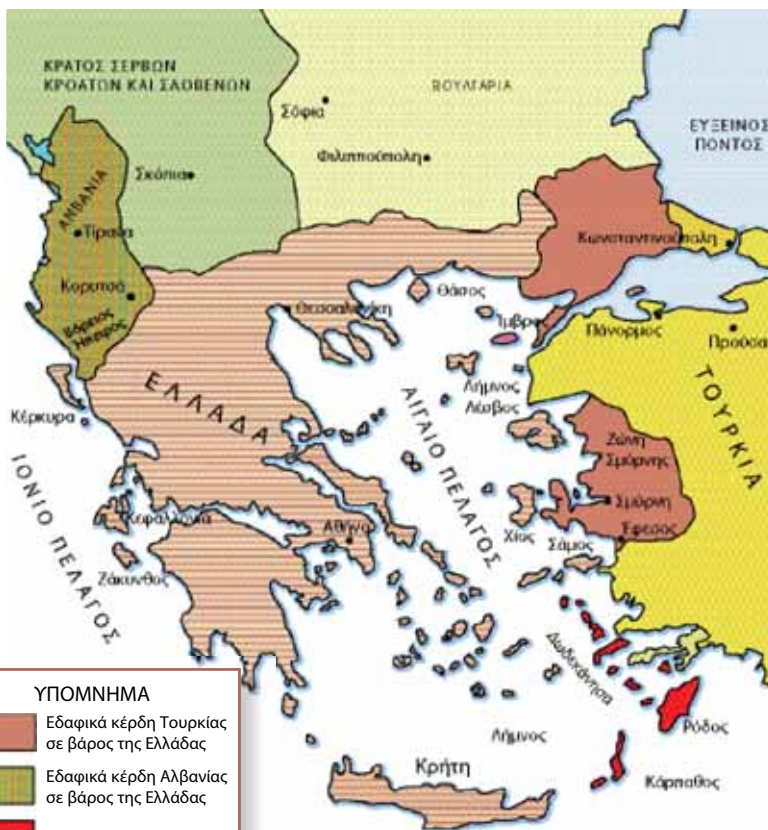 ΚΡΑΤΟΣ ΣΕΡΒΩΝ
ΚΡΟΑΤΩΝ ΚΑΙ ΣΛΟΒΕΝΩΝ
ΒΟΥΛΓΑΡΙΑ
Σόφια
ΕΥΞΕΙΝΟΣ
ΠΟΝΤΟΣ
Φιλιππούπολη
Σκόπια
ΑΛΒΑΝΙΑ
Τίρανα
Κωνσταντινούπολη
Κορυτσά
Βόρειος
Ήπειρος
Θεσσαλονίκη
Θάσος
Ίμβρος
Πάνορμος
Προύσα
ΕΛΛΑΔΑ
Λήμνος
Λέσβος
ΤΟΥΡΚΙΑ
Κέρκυρα
ΑΙΓΑΙΟ ΠΕΛΑΓΟΣ
Ζώνη
Σμύρνης
ΙΟΝΙΟ ΠΕΛΑΓΟΣ
Σμύρνη
Κεφαλλονιά
Αθήνα
Χίος
Σάμος
Έφεσος
Ζάκυνθος
Δωδεκάνησα
Ρόδος
Λήμνος
Κρήτη
Κάρπαθος
ΥΠΟΜΝΗΜΑ
Εδαφικά κέρδη Τουρκίας
σε βάρος της Ελλάδας
Εδαφικά κέρδη Αλβανίας
σε βάρος της Ελλάδας